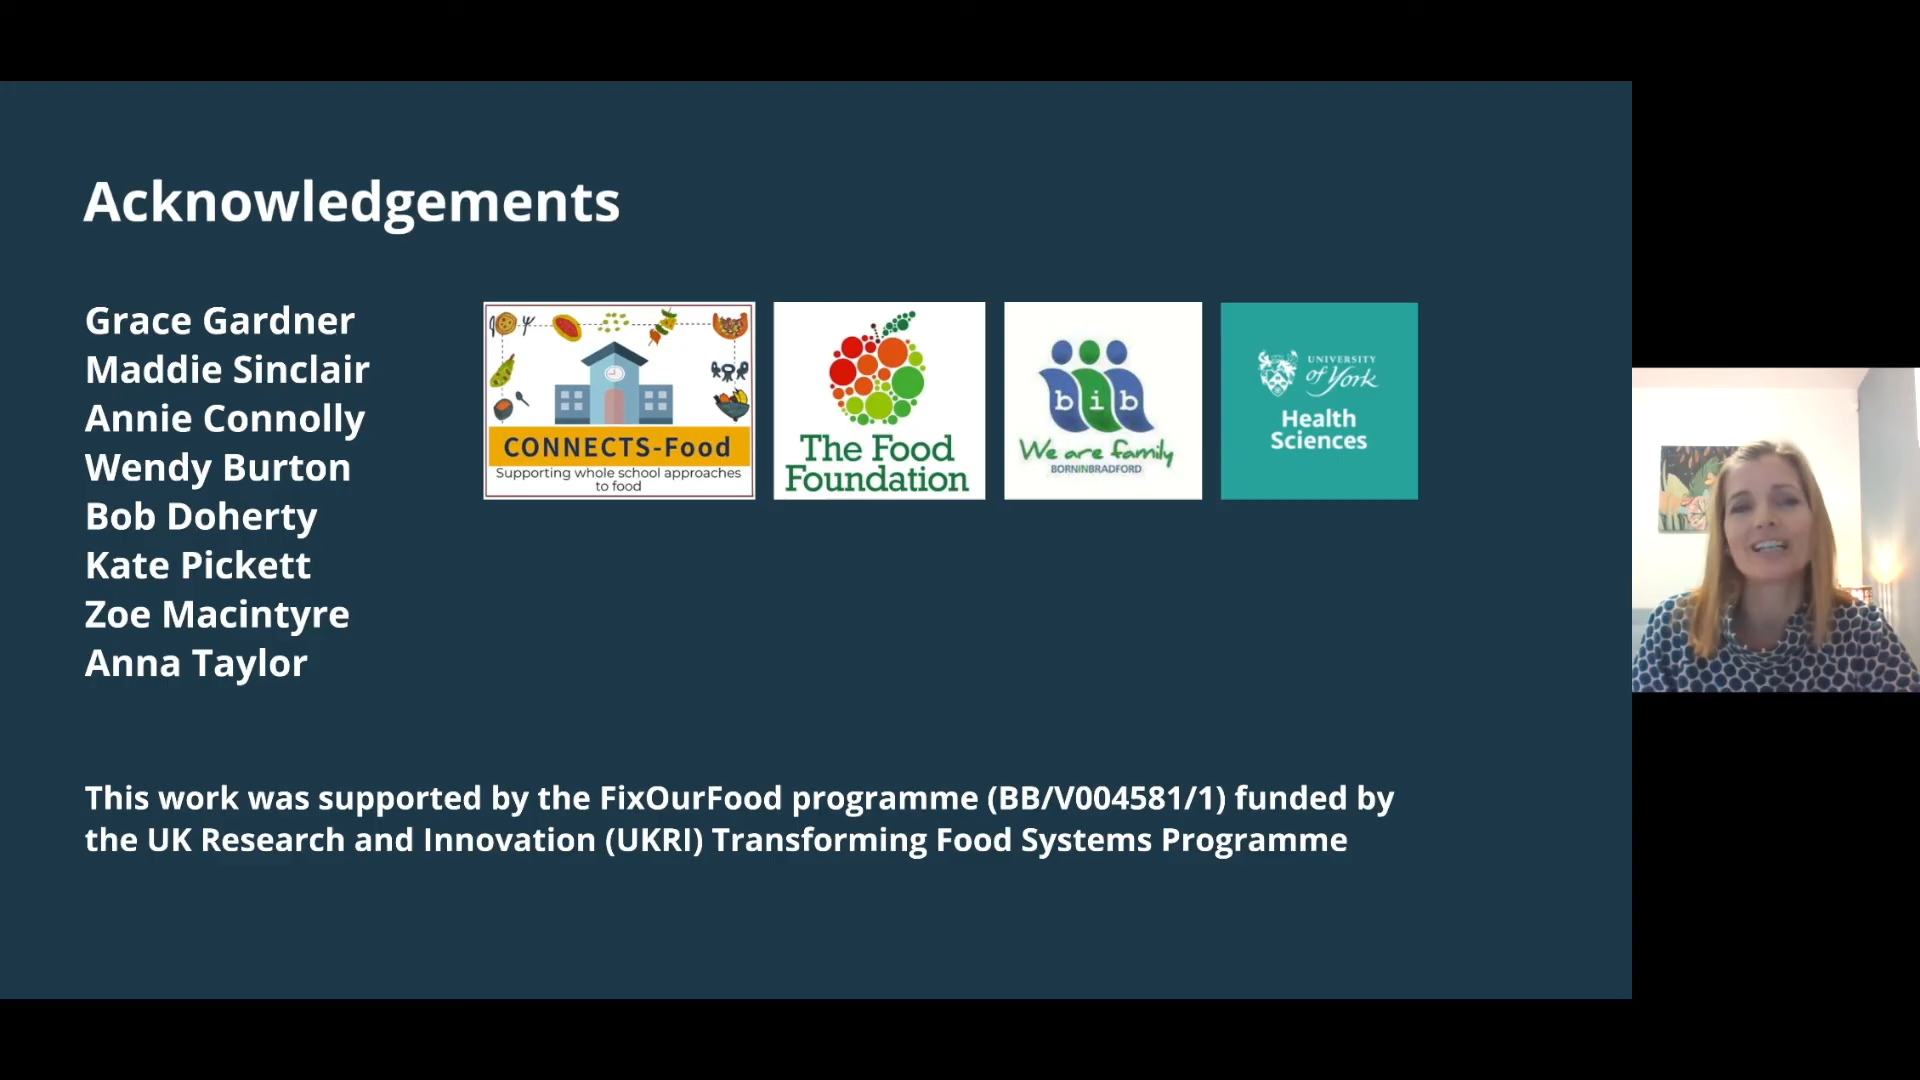 Acknowledgements
Grace Gardner
Maddie Sinclair
Annie Connolly
Wendy Burton
Bob Doherty
Kate Pickett
Zoe Macintyre
Anna Taylor
CONNECTS-Food
Supporting whole school approaches
to food
The Food
Foundation
bib
We are family
BORNINBRADFORD
UNIVERSITY
of York
Health
Sciences
This work was supported by the FixOurFood programme (BB/V004581/1) funded by
the UK Research and Innovation (UKRI) Transforming Food Systems Programme